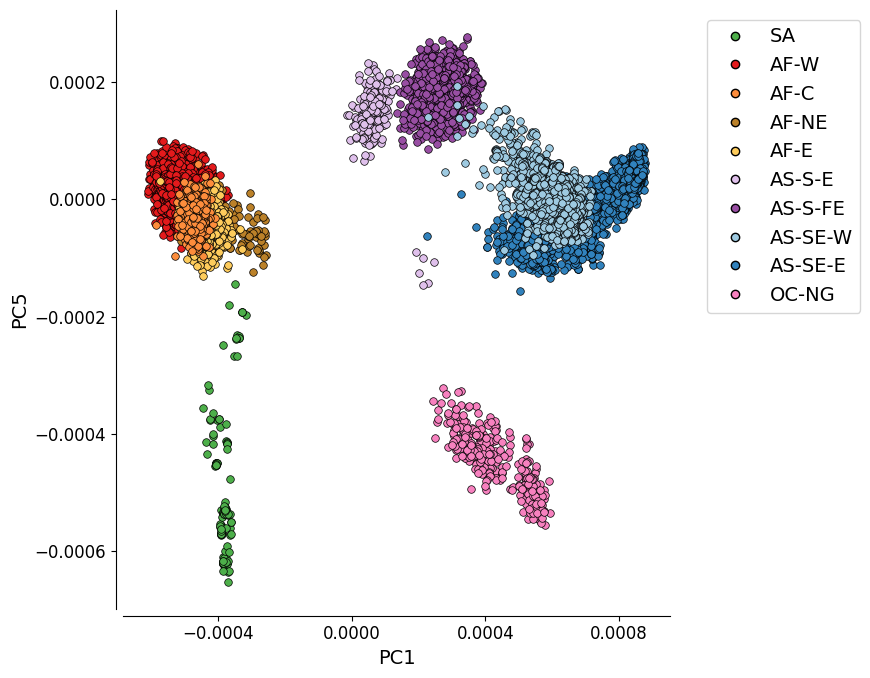 0.0002
0.0000
−0.0002
−0.0004
−0.0006
PC5
−0.0004
0.0000
0.0004
0.0008
PC1
SA
AF-W
AF-C
AF-NE
AF-E
AS-S-E
AS-S-FE
AS-SE-W
AS-SE-E
OC-NG